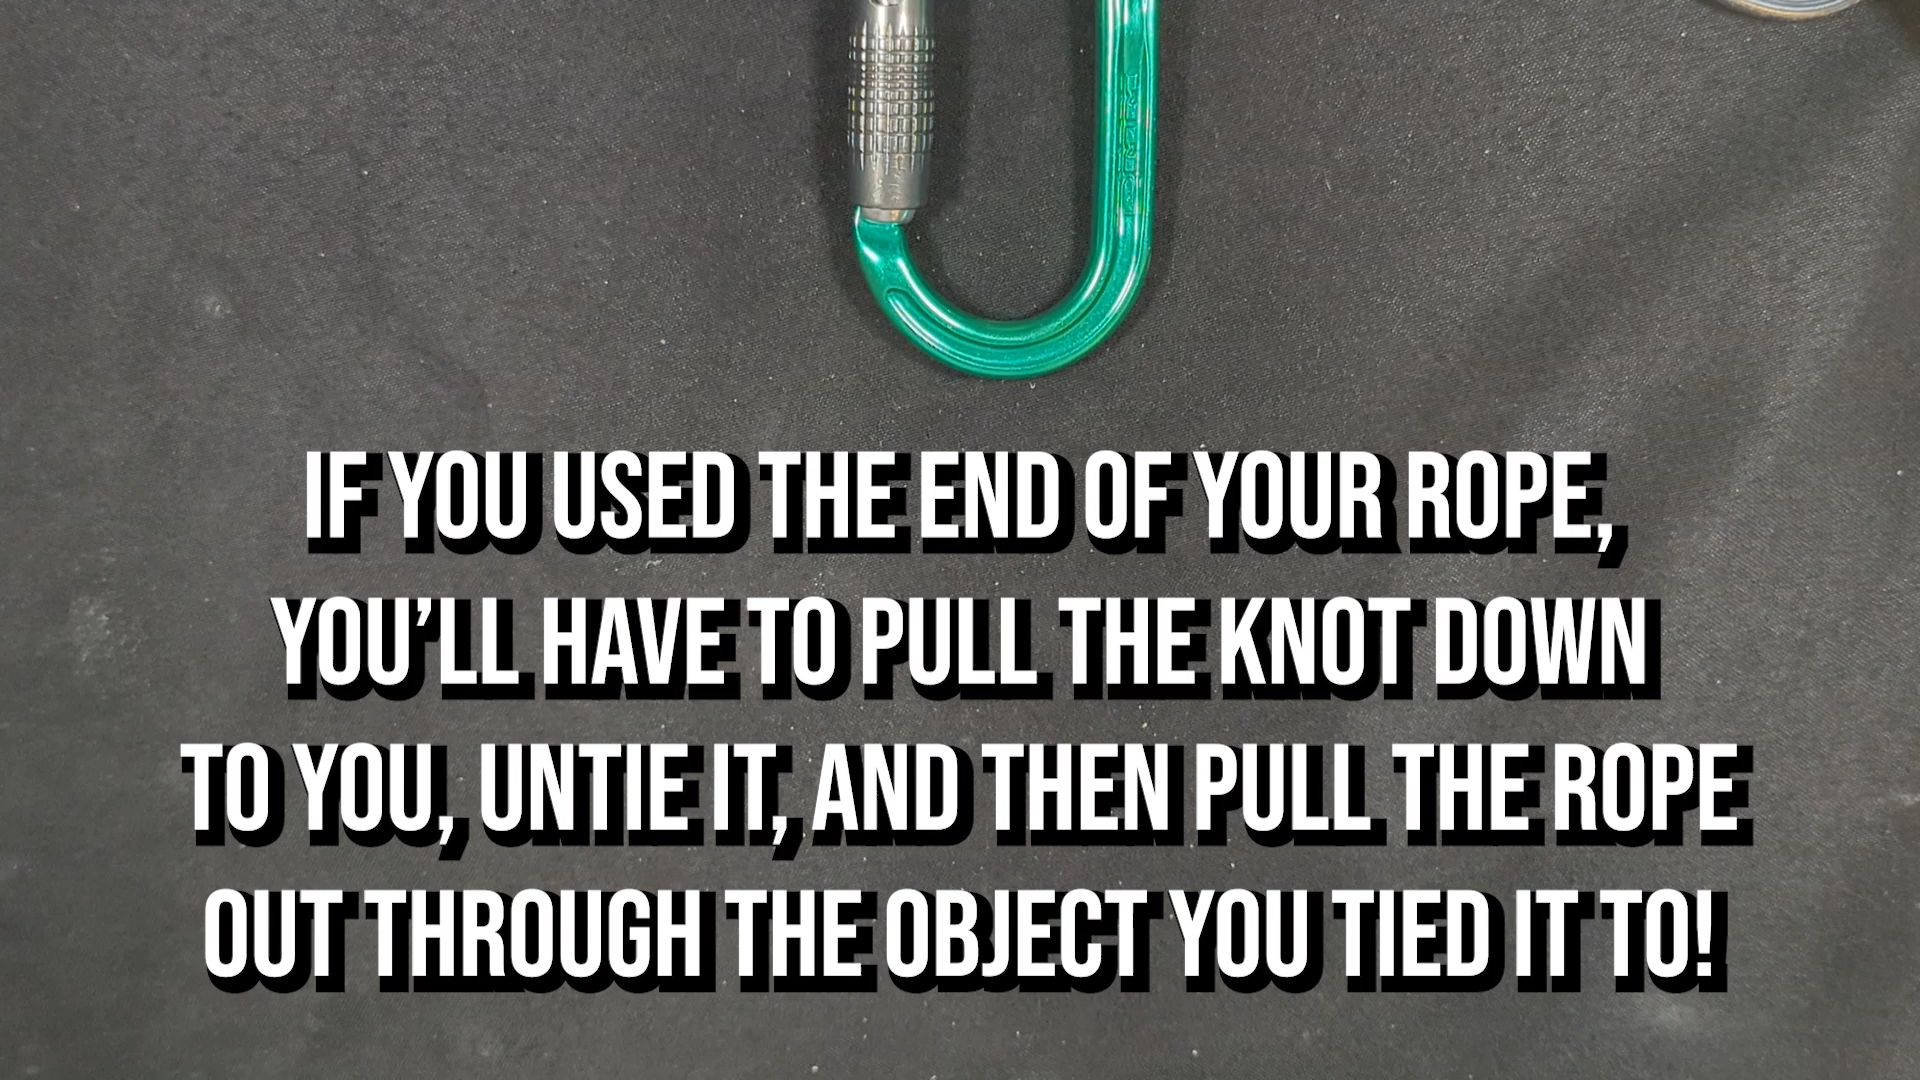 IF YOU USED THE END OF YOUR ROPE,
YOU'LL HAVE TO PULL THE KNOT DOWN
TO YOU, UNTIE IT, AND THEN PULL THE ROPE
OUT THROUGH THE OBJECT YOU TIED IT TO!